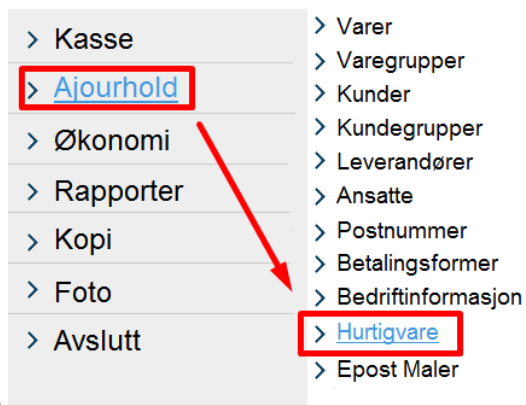 Kasse
Ajourhold
Økonomi
Rapporter
Kopi
Foto
Avslutt
Varer
Varegrupper
Kunder
Kundegrupper
Leverandører
Ansatte
Postnummer
Betalingsformer
Bedriftinformasjon
Hurtigvare
Epost Maler